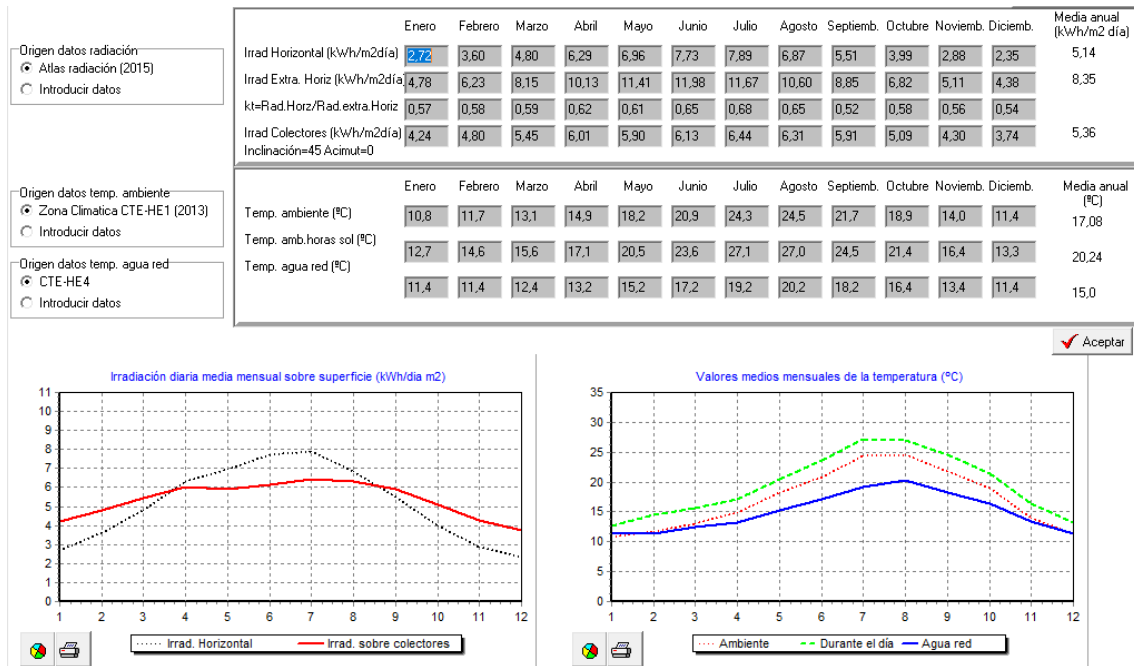 Origen datos radiación
Atlas radiación (2015)
Introducir datos
Enero Febrero Marzo Abril Mayo Junio Julio Agosto Septiemb. Octubre Noviemb. Diciemb. Media anual (kWh/m2 día)
Irrad Horizontal (kWh/m2día) 2,72 3,60 4,80 6,29 6,96 7,73 7,89 6,87 5,51 3,99 2,88 2,35 5,14
Irrad Extra. Horiz (kWh/m2día) 4,78 6,23 8,15 10,13 11,41 11,98 11,67 10,60 8,85 6,82 5,11 4,38 8,35
kt=Rad.Horz/Rad.extra.Horiz 0,57 0,58 0,59 0,62 0,61 0,65 0,68 0,65 0,52 0,58 0,56 0,54
Irrad Colectores (kWh/m2día) 4,24 4,80 5,45 6,01 5,90 6,13 6,44 6,31 5,91 5,09 4,30 3,74 5,36
Inclinación=45 Acimut=0
Origen datos temp. ambiente
Zona Climatica CTE-HE1 (2013)
Introducir datos
Origen datos temp. agua red
CTE-HE4
Introducir datos
Enero Febrero Marzo Abril Mayo Junio Julio Agosto Septiemb. Octubre Noviemb. Diciemb. Media anual (ºC)
Temp. ambiente (ºC) 10,8 11,7 13,1 14,9 18,2 20,9 24,3 24,5 21,7 18,9 14,0 11,4 17,08
Temp. amb.horas sol (ºC) 12,7 14,6 15,6 17,1 20,5 23,6 27,1 27,0 24,5 21,4 16,4 13,3 20,24
Temp. agua red (ºC) 11,4 11,4 12,4 13,2 15,2 17,2 19,2 20,2 18,2 16,4 13,4 11,4 15,0
Aceptar
Irradiación diaria media mensual sobre superficie (kWh/dia m2)
11
10
9
8
7
6
5
4
3
2
1
0
1 2 3 4 5 6 7 8 9 10 11 12
Irrad. Horizontal Irrad. sobre colectores
Valores medios mensuales de la temperatura (ºC)
35
30
25
20
15
10
5
0
1 2 3 4 5 6 7 8 9 10 11 12
Ambiente Durante el día Agua red